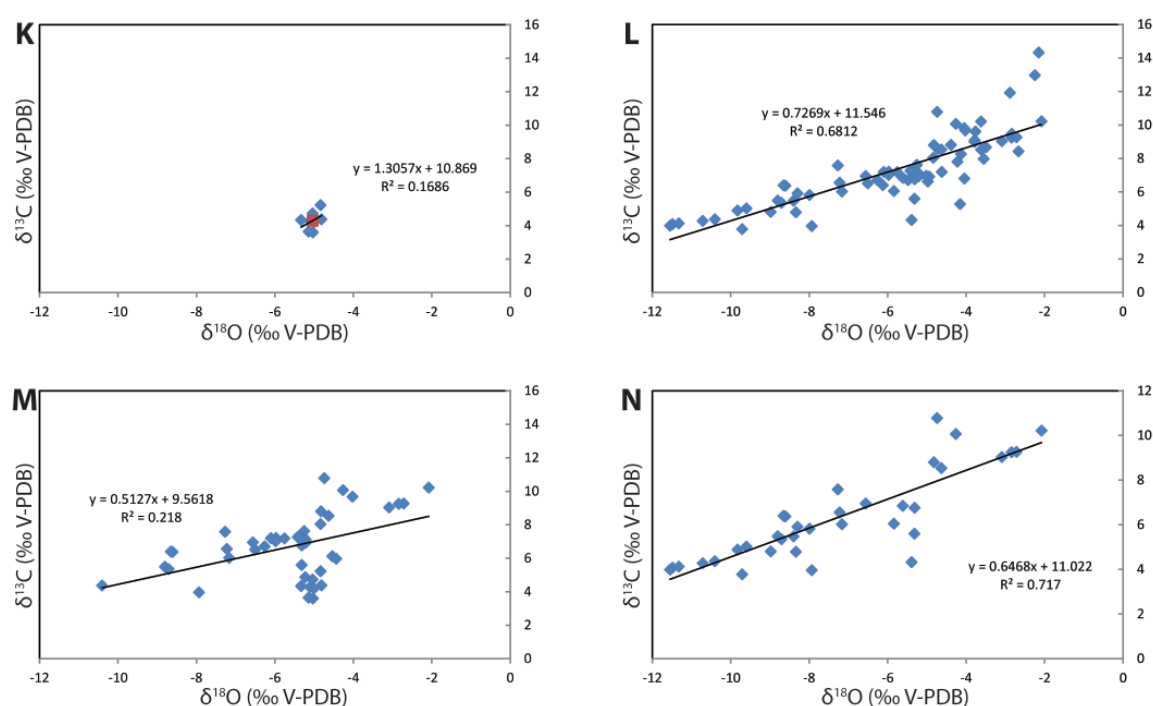 K
16
14
12
10
8
6
4
2
0
δ¹³C (‰ V-PDB)
y = 1.3057x + 10.869
R² = 0.1686
-12 -10 -8 -6 -4 -2 0
δ¹⁸O (‰ V-PDB)
L
16
14
12
10
8
6
4
2
0
δ¹³C (‰ V-PDB)
y = 0.7269x + 11.546
R² = 0.6812
-12 -10 -8 -6 -4 -2 0
δ¹⁸O (‰ V-PDB)
M
16
14
12
10
8
6
4
2
0
δ¹³C (‰ V-PDB)
y = 0.5127x + 9.5618
R² = 0.218
-12 -10 -8 -6 -4 -2 0
δ¹⁸O (‰ V-PDB)
N
12
10
8
6
4
2
0
δ¹³C (‰ V-PDB)
y = 0.6468x + 11.022
R² = 0.717
-12 -10 -8 -6 -4 -2 0
δ¹⁸O (‰ V-PDB)